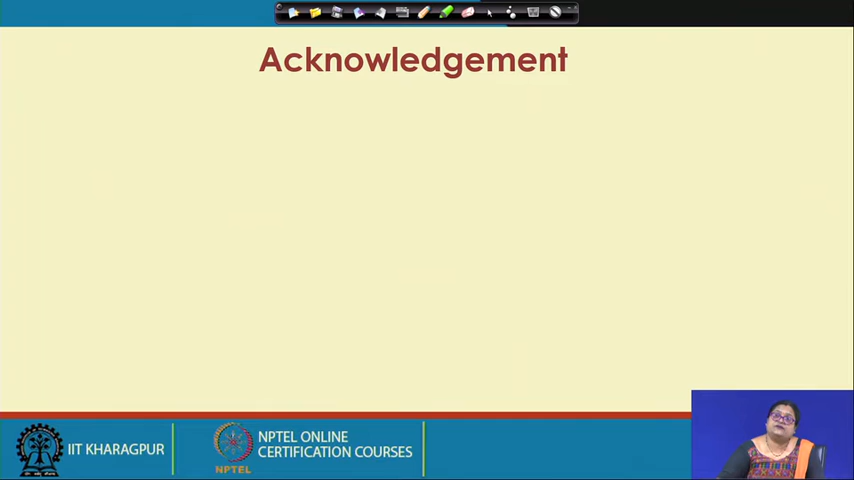 Acknowledgement
IIT KHARAGPUR
NPTEL
NPTEL ONLINE
CERTIFICATION COURSES